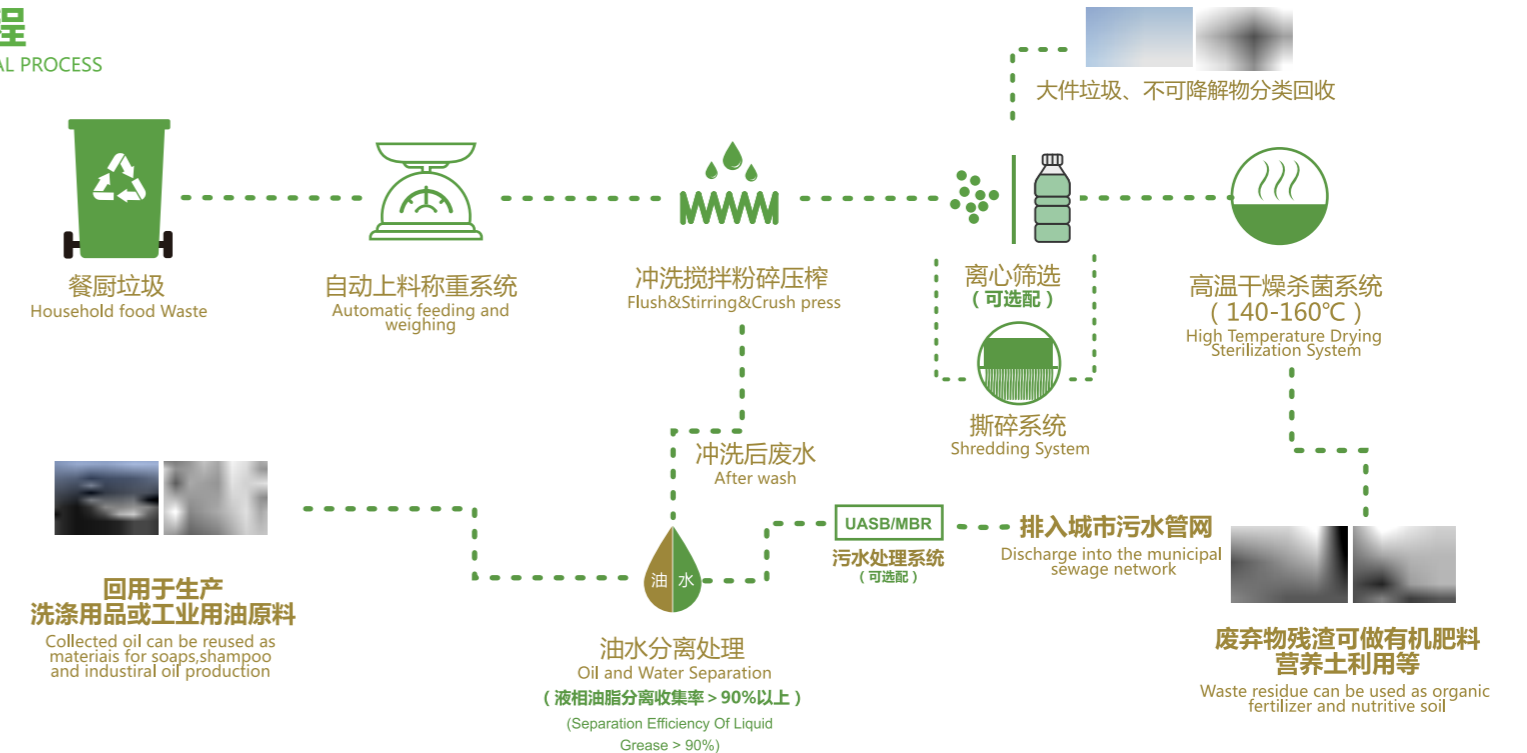 程
AL PROCESS
大件垃圾、不可降解物分类回收
餐厨垃圾
Household food Waste
自动上料称重系统
Automatic feeding and
weighing
冲洗搅拌粉碎压榨
Flush&Stirring&Crush press
离心筛选
（可选配）
高温干燥杀菌系统
（140-160℃）
High Temperature Drying
Sterilization System
撕碎系统
Shredding System
冲洗后废水
After wash
UASB/MBR
污水处理系统
（可选配）
排入城市污水管网
Discharge into the municipal
sewage network
油 水
回用于生产
洗涤用品或工业用油原料
Collected oil can be reused as
materiais for soaps,shampoo
and industiral oil production
油水分离处理
Oil and Water Separation
（液相油脂分离收集率＞90%以上）
(Separation Efficiency Of Liquid
Grease > 90%)
废弃物残渣可做有机肥料
营养土利用等
Waste residue can be used as organic
fertilizer and nutritive soil